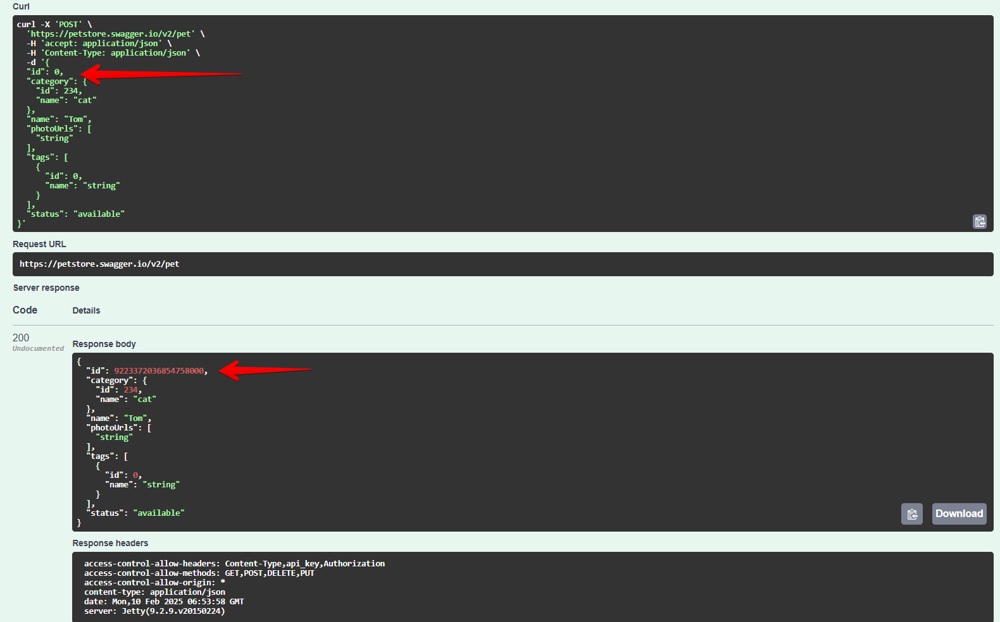 Curl
curl -X 'POST' \
  'https://petstore.swagger.io/v2/pet' \
  -H 'accept: application/json' \
  -H 'Content-Type: application/json' \
  -d '{
  "id": 0,
  "category": {
    "id": 234,
    "name": "cat"
  },
  "name": "Tom",
  "photoUrls": [
    "string"
  ],
  "tags": [
    {
      "id": 0,
      "name": "string"
    }
  ],
  "status": "available"
}'
Request URL
https://petstore.swagger.io/v2/pet
Server response
Code Details
200
Undocumented
Response body
{
  "id": 9223372036854758000,
  "category": {
    "id": 234,
    "name": "cat"
  },
  "name": "Tom",
  "photoUrls": [
    "string"
  ],
  "tags": [
    {
      "id": 0,
      "name": "string"
    }
  ],
  "status": "available"
}
Download
Response headers
access-control-allow-headers: Content-Type,api_key,Authorization
access-control-allow-methods: GET,POST,DELETE,PUT
access-control-allow-origin: *
content-type: application/json
date: Mon,10 Feb 2025 06:53:58 GMT
server: Jetty(9.2.9.v20150224)